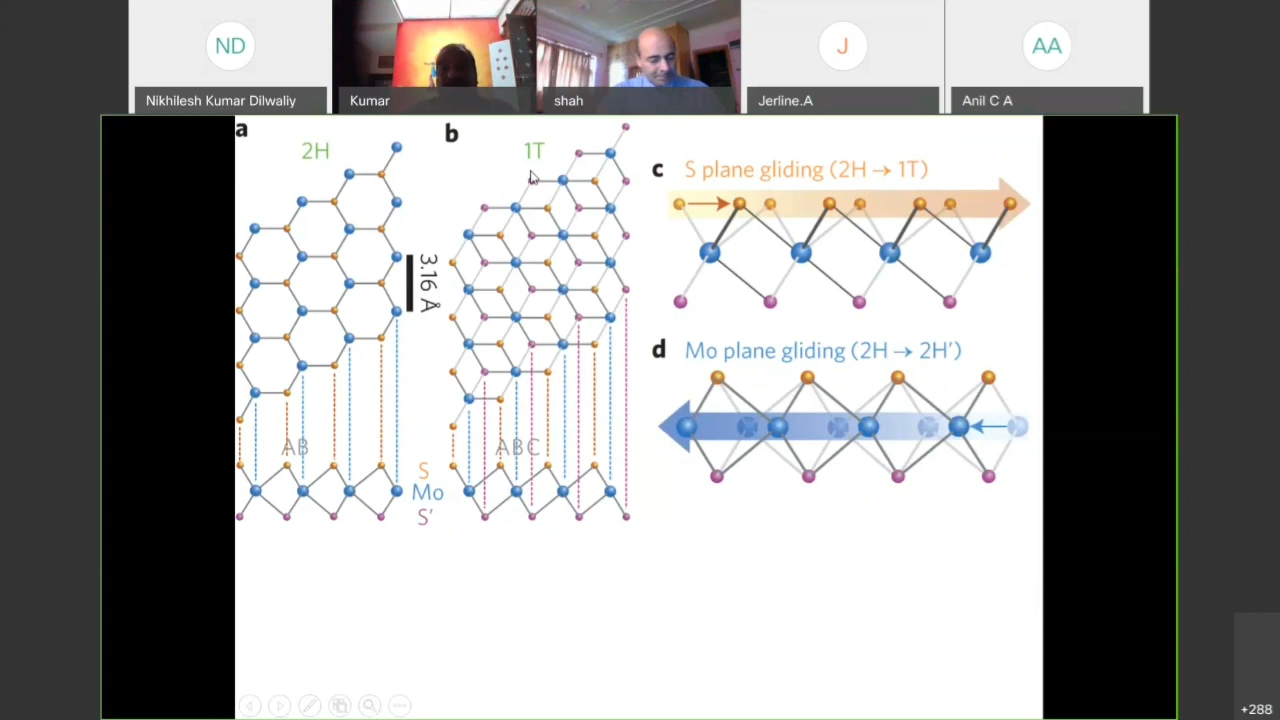 ND
Nikhilesh Kumar Dilwaliy
Kumar
shah
J
Jerline.A
AA
Anil C A
a
2H
3.16 Å
AB
S
Mo
S'
b
1T
ABC
c S plane gliding (2H → 1T)
d Mo plane gliding (2H → 2H′)
+288